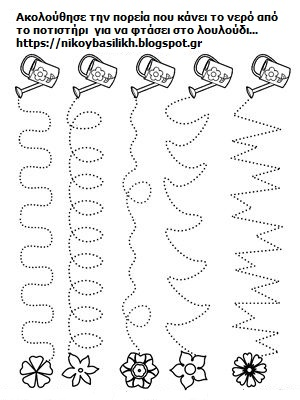 Ακολούθησε την πορεία που κάνει το νερό από
το ποτιστήρι για να φτάσει στο λουλούδι...
https://nikoybasilikh.blogspot.gr